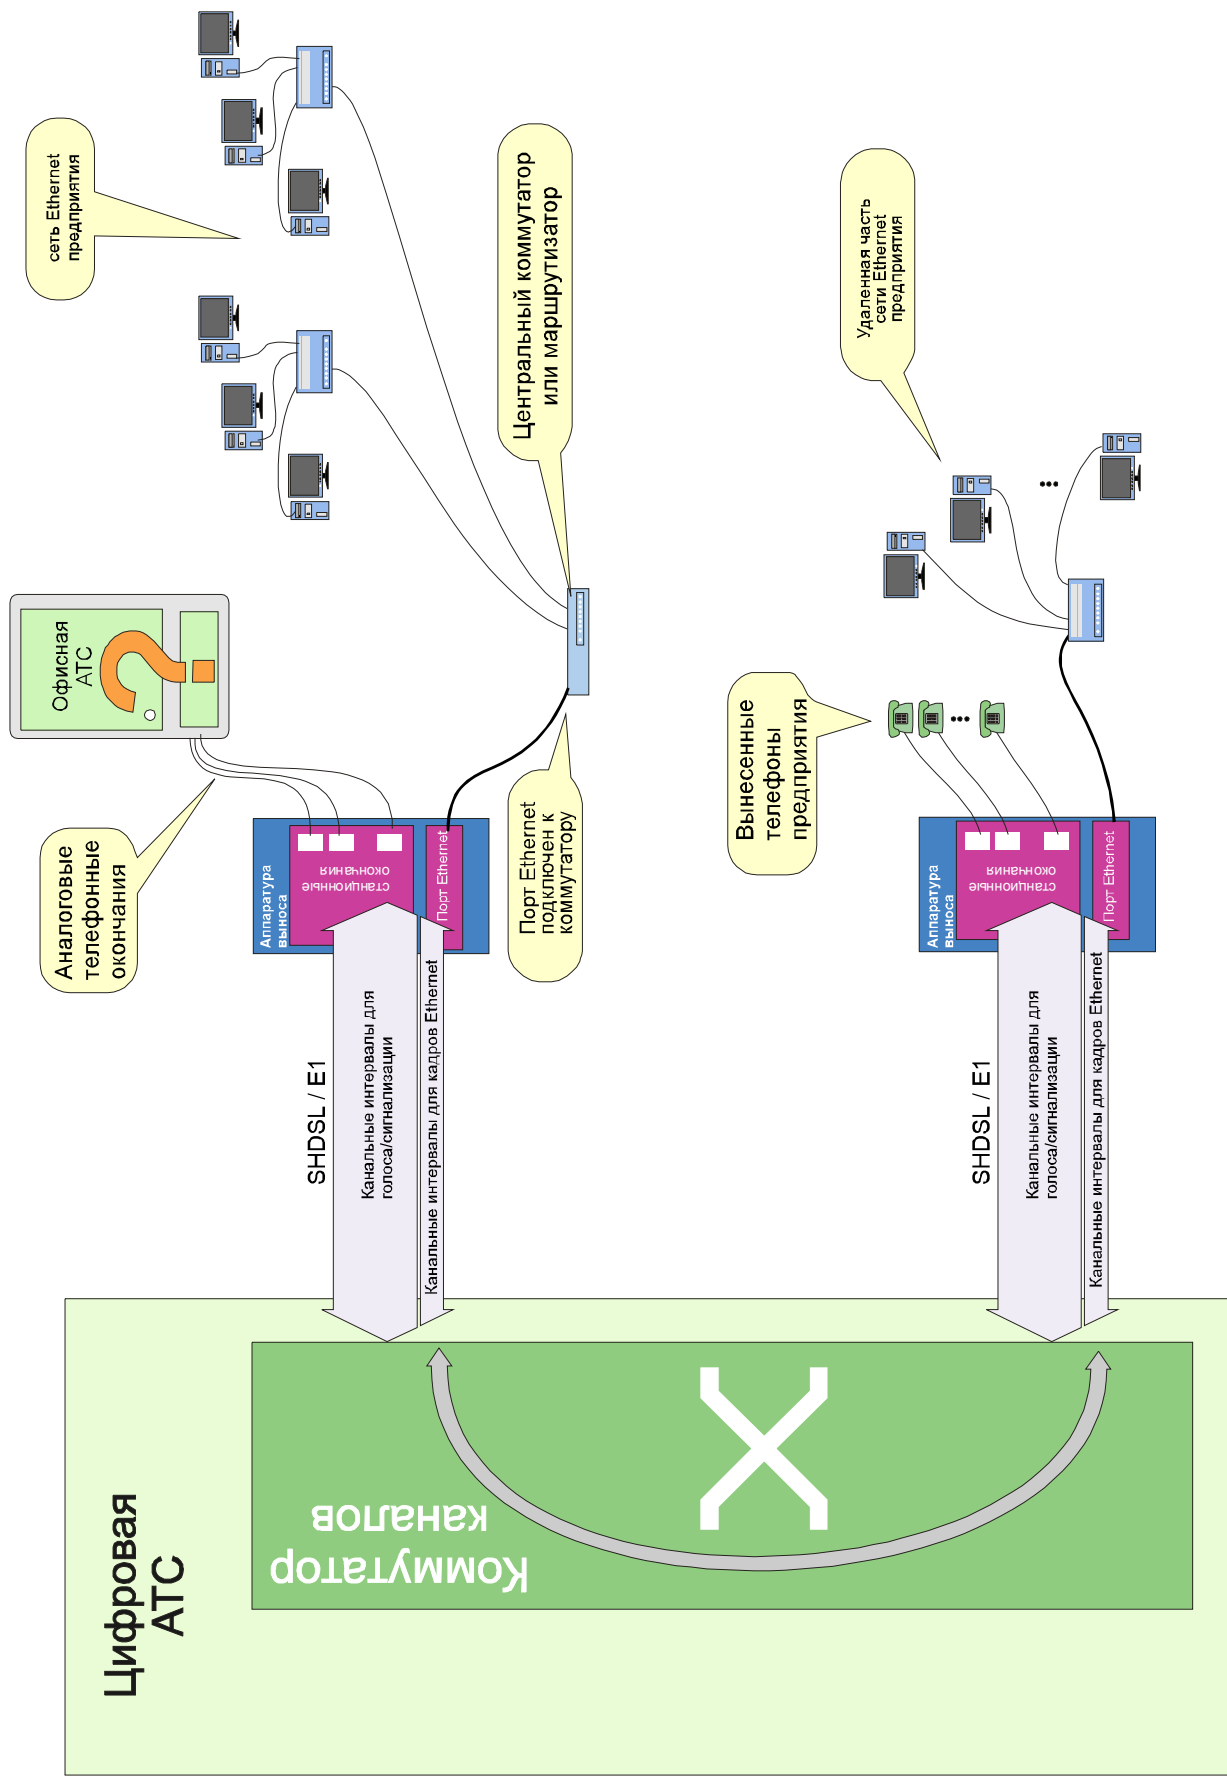 Цифровая
АТС
Коммутатор
каналов
SHDSL / E1
Канальные интервалы для
голоса/сигнализации
Канальные интервалы для кадров Ethernet
Аппаратура
выноса
станционные
окончания
Порт Ethernet
Аналоговые
телефонные
окончания
Офисная
АТС
?
Порт Ethernet
подключен к
коммутатору
Центральный коммутатор
или маршрутизатор
сеть Ethernet
предприятия
SHDSL / E1
Канальные интервалы для
голоса/сигнализации
Канальные интервалы для кадров Ethernet
Аппаратура
выноса
станционные
окончания
Порт Ethernet
Вынесенные
телефоны
предприятия
...
Удаленная часть
сети Ethernet
предприятия
...